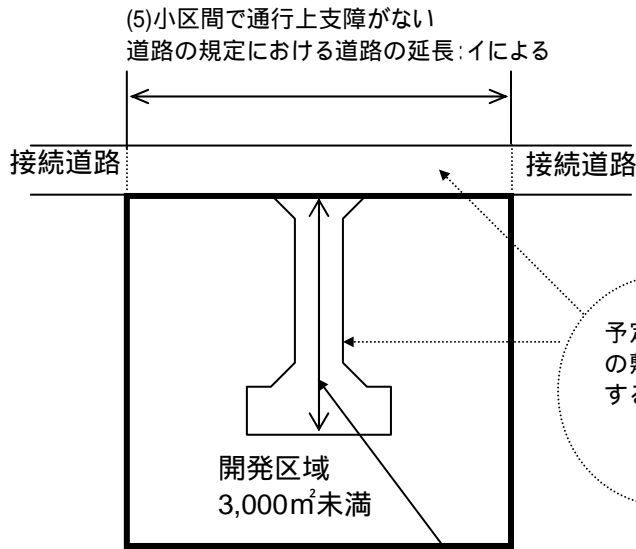 (5)小区間で通行上支障がない
道路の規定における道路の延長：イによる
接続道路
接続道路
予定
の
する
開発区域
3,000㎡未満